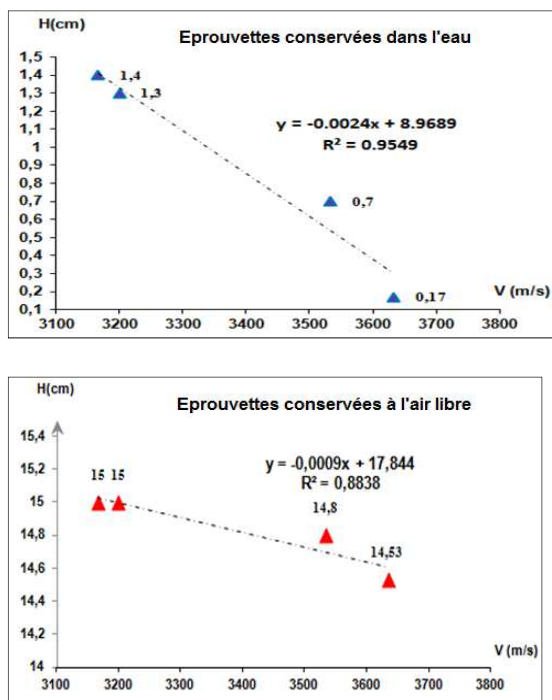 H(cm)
Eprouvettes conservées dans l'eau
1,5
1,4
1,3
1,2
1,1
1
0,9
0,8
0,7
0,6
0,5
0,4
0,3
0,2
0,1
1,4
1,3
y = -0.0024x + 8.9689
R² = 0.9549
0,7
0,17
V (m/s)
3100 3200 3300 3400 3500 3600 3700 3800
H(cm)
Eprouvettes conservées à l'air libre
15,4
15,2
15
14,8
14,6
14,4
14,2
14
15 15
y = -0,0009x + 17,844
R² = 0,8838
14,8
14,53
V (m/s)
3100 3200 3300 3400 3500 3600 3700 3800